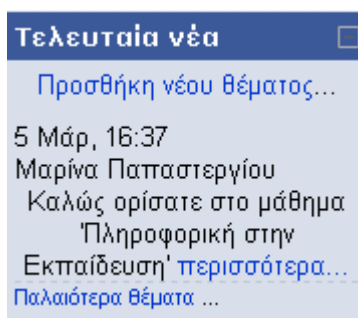 Τελευταία νέα
Προσθήκη νέου θέματος...
5 Μάρ, 16:37
Μαρίνα Παπαστεργίου
Καλώς ορίσατε στο μάθημα
'Πληροφορική στην
Εκπαίδευση' περισσότερα...
Παλαιότερα θέματα ...